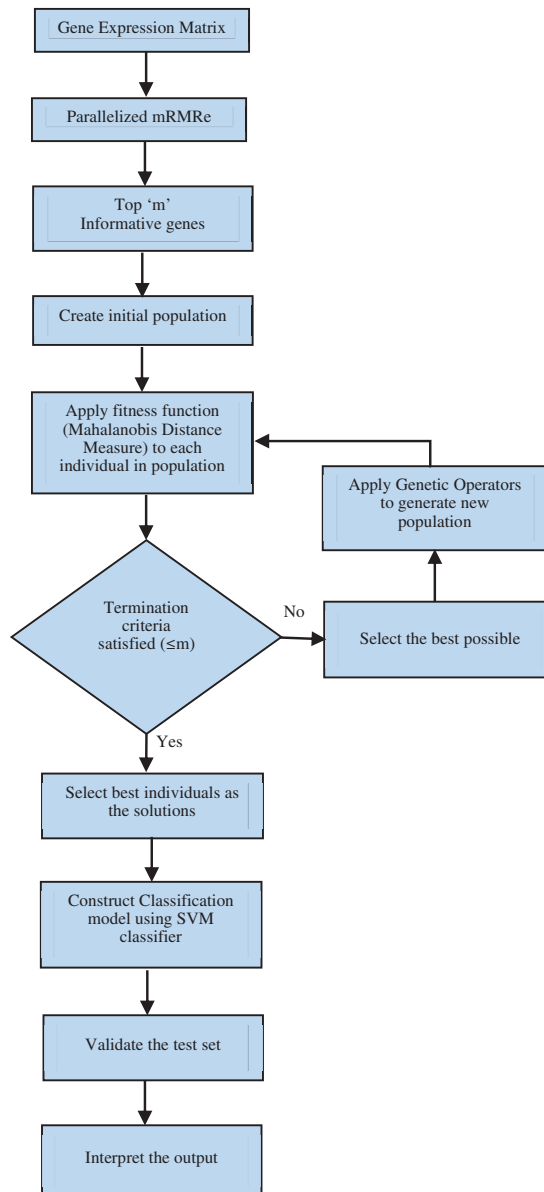 Gene Expression Matrix
Parallelized mRMRe
Top ‘m’
Informative genes
Create initial population
Apply fitness function
(Mahalanobis Distance
Measure) to each
individual in population
Apply Genetic Operators
to generate new
population
Termination
criteria
satisfied (≤m)
No
Select the best possible
Yes
Select best individuals as
the solutions
Construct Classification
model using SVM
classifier
Validate the test set
Interpret the output